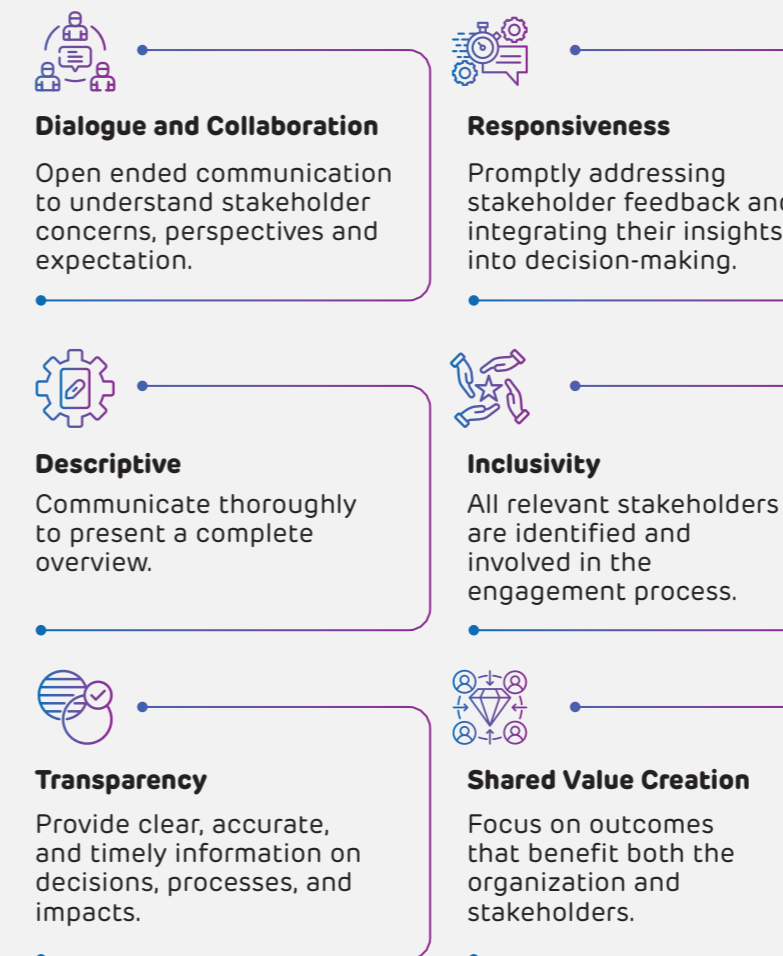 Dialogue and Collaboration
Open ended communication
to understand stakeholder
concerns, perspectives and
expectation.
Responsiveness
Promptly addressing
stakeholder feedback and
integrating their insights
into decision-making.
Descriptive
Communicate thoroughly
to present a complete
overview.
Inclusivity
All relevant stakeholders
are identified and
involved in the
engagement process.
Transparency
Provide clear, accurate,
and timely information on
decisions, processes, and
impacts.
Shared Value Creation
Focus on outcomes
that benefit both the
organization and
stakeholders.